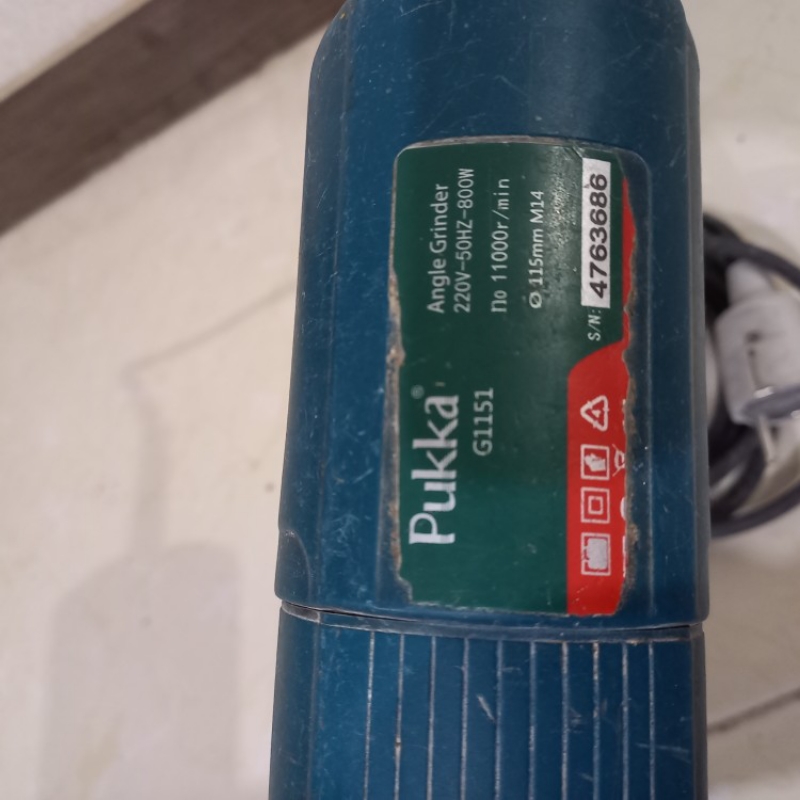 Pukka®
G1151
Angle Grinder
220V-50HZ-800W
n0 11000r/min
Ø 115mm M14
S/N: 4763686